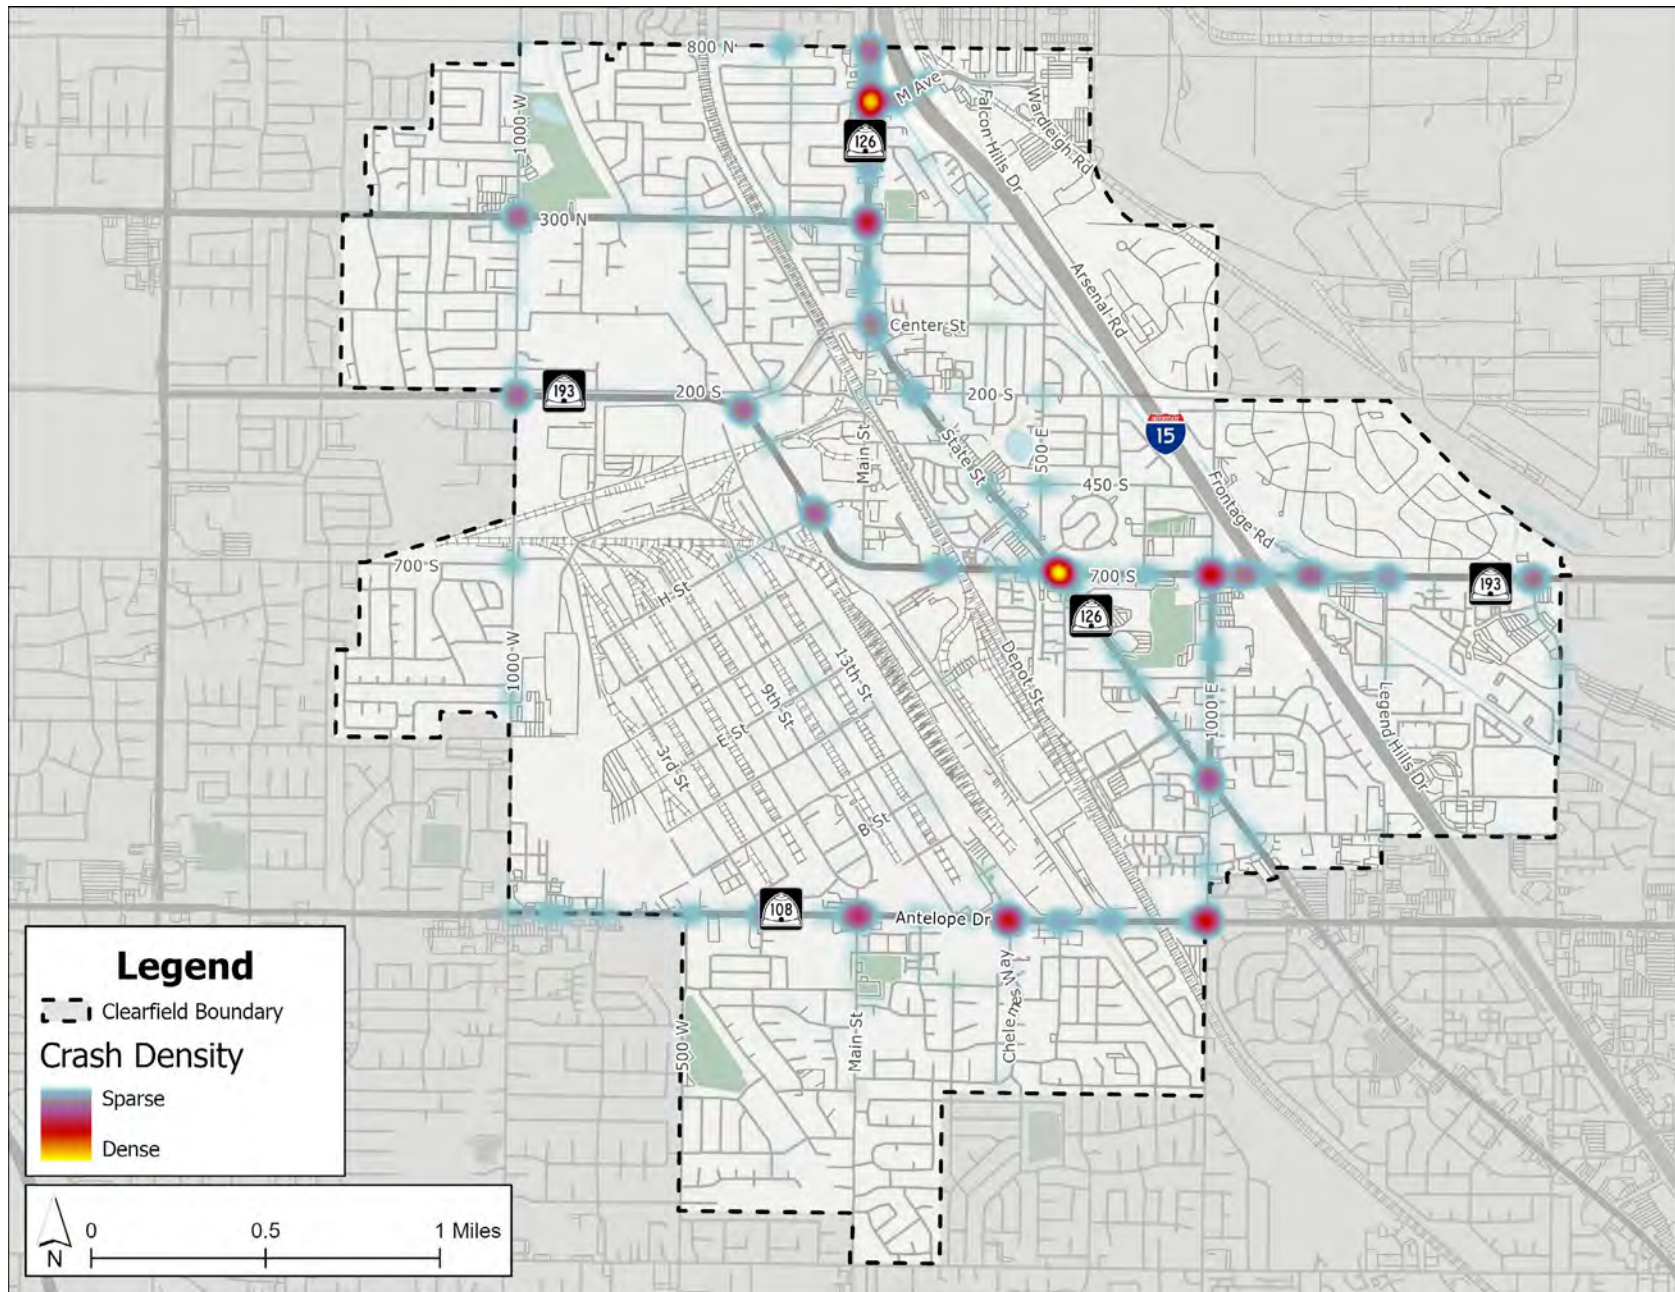 800 N
M Ave
1000 W
126
Falcon Hills Dr
Wardleigh Rd
300 N
Arsenal Rd
Center St
193
200 S
200 S
Main St
State St
500 E
INTERSTATE
15
450 S
Frontage Rd
700 S
H St
700 S
193
126
1000 W
13th St
Depot St
9th St
E St
3rd St
1000 E
Legend Hills Dr
B St
108
Antelope Dr
Chelemes Way
500 W
Main St
Legend
Clearfield Boundary
Crash Density
Sparse
Dense
N
0 0.5 1 Miles